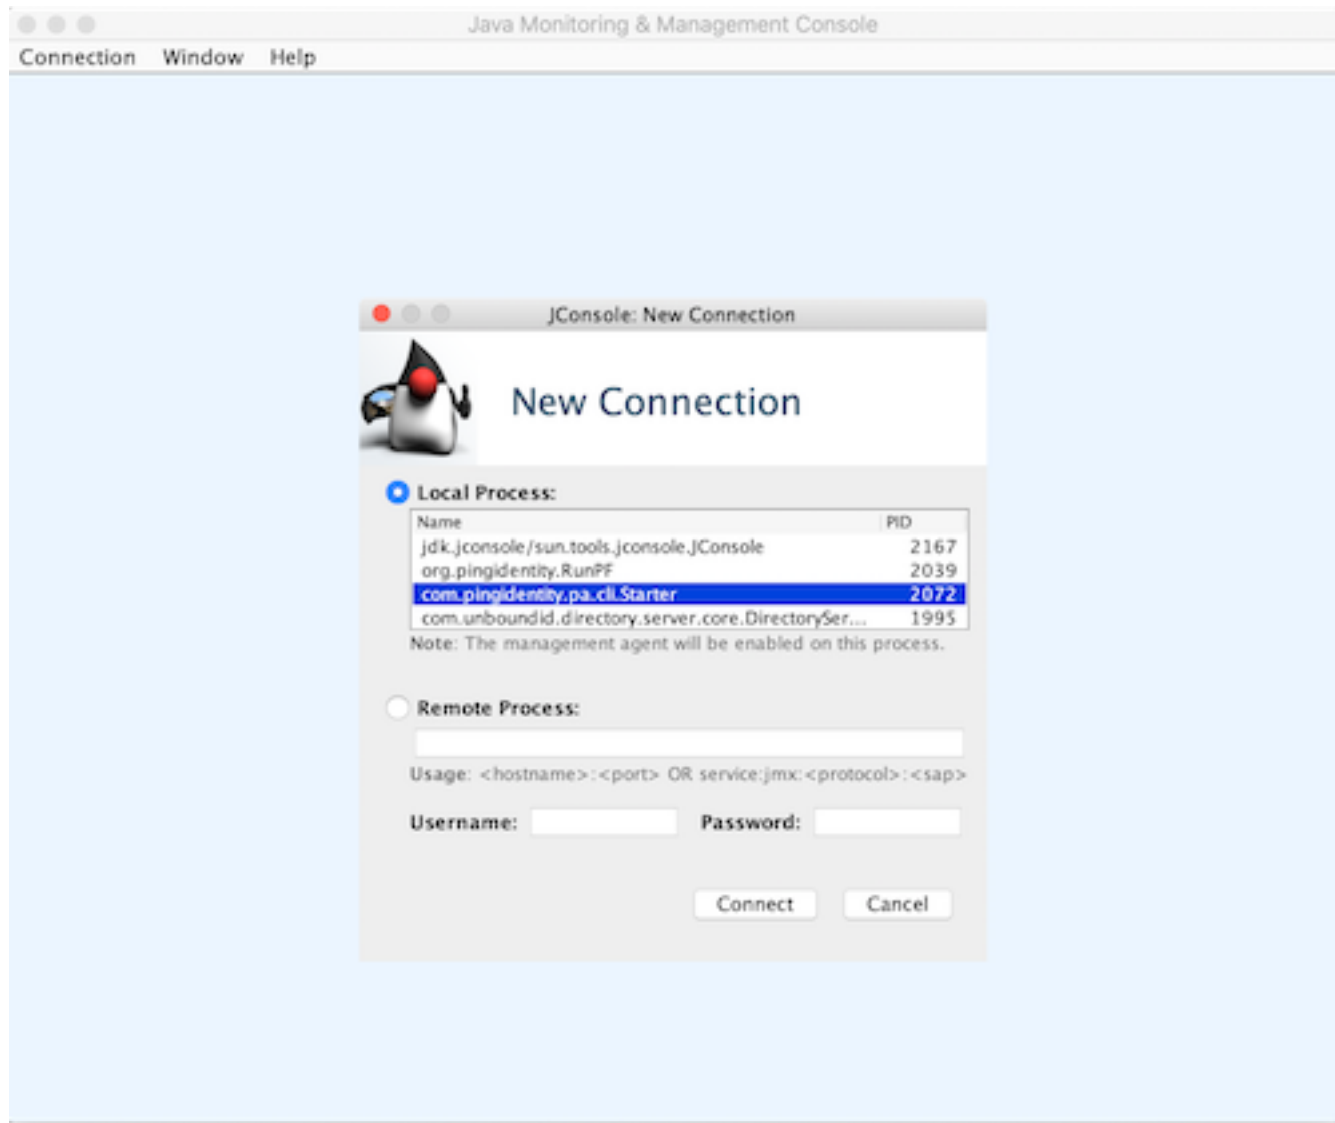 Java Monitoring & Management Console
Connection Window Help
JConsole: New Connection
New Connection
Local Process:
Name PID
jdk.jconsole/sun.tools.jconsole.JConsole 2167
org.pingidentity.RunPF 2039
com.pingidentity.pa.cli.Starter 2072
com.unboundid.directory.server.core.DirectorySer... 1995
Note: The management agent will be enabled on this process.
Remote Process:
Usage: <hostname>:<port> OR service:jmx:<protocol>:<sap>
Username: Password:
Connect Cancel